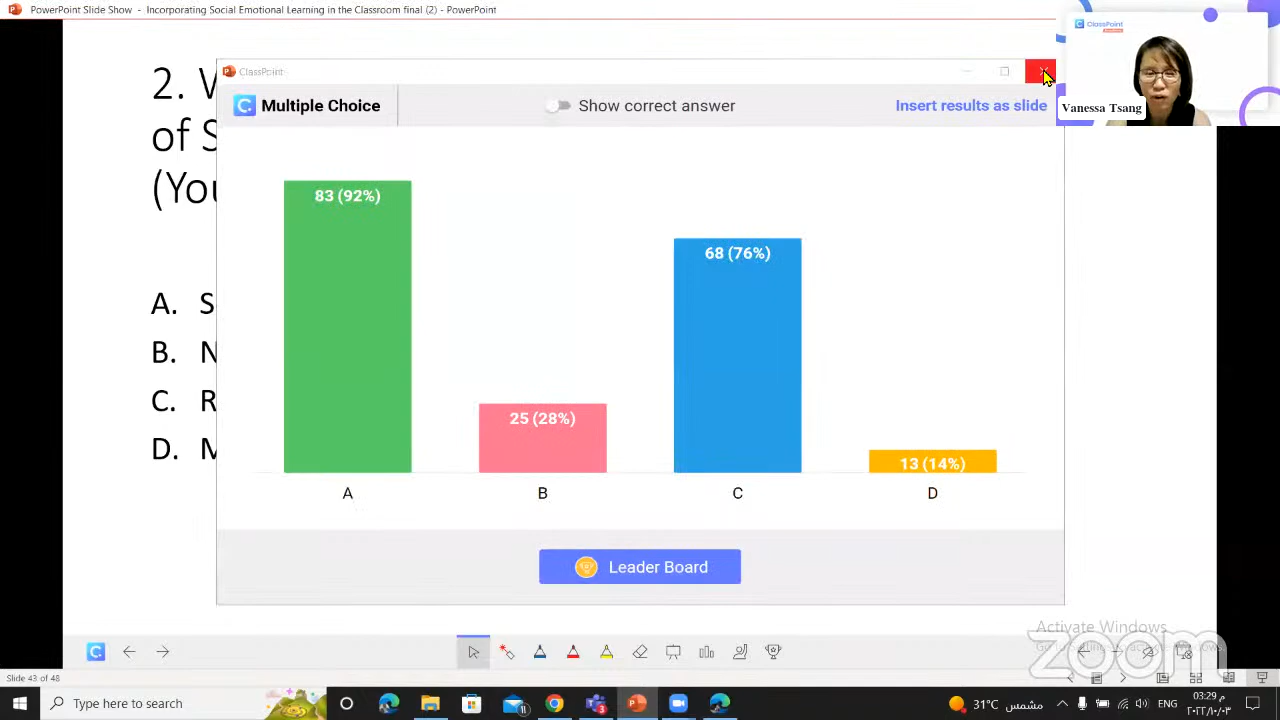 PowerPoint Slide Show - Incorporating Social Emotional Learning in the Classroom final (2) - PowerPoint
ClassPoint
ClassPoint
Vanessa Tsang
Multiple Choice
Show correct answer
Insert results as slide
2.
of S
(You
A. S
B. N
C. R
D. M
83 (92%)
25 (28%)
68 (76%)
13 (14%)
A
B
C
D
Leader Board
Activate Windows
zoom
Slide 43 of 48
Type here to search
31°C مشمس
ENG
03:29